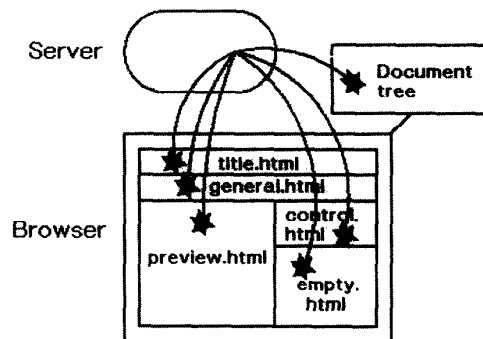 Server
Document
tree
title.html
general.html
Browser
control.
html
preview.html
empty.
html